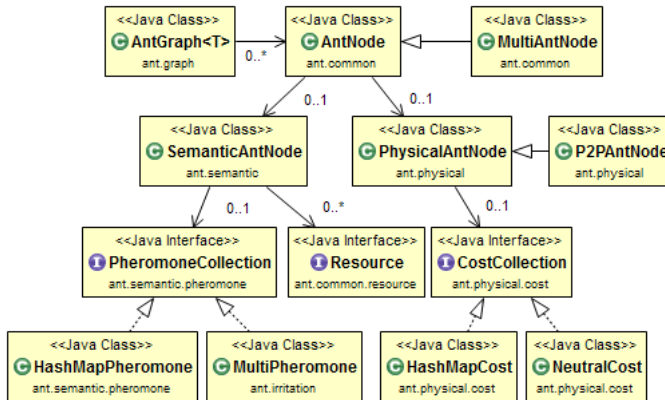 <<Java Class>>
AntGraph<T>
ant.graph
0..*
<<Java Class>>
AntNode
ant.common
<<Java Class>>
MultiAntNode
ant.common
0..1
0..1
<<Java Class>>
SemanticAntNode
ant.semantic
<<Java Class>>
PhysicalAntNode
ant.physical
<<Java Class>>
P2PAntNode
ant.physical
0..1
0..*
0..1
<<Java Interface>>
PheromoneCollection
ant.semantic.pheromone
<<Java Interface>>
Resource
ant.common.resource
<<Java Interface>>
CostCollection
ant.physical.cost
<<Java Class>>
HashMapPheromone
ant.semantic.pheromone
<<Java Class>>
MultiPheromone
ant.irritation
<<Java Class>>
HashMapCost
ant.physical.cost
<<Java Class>>
NeutralCost
ant.physical.cost